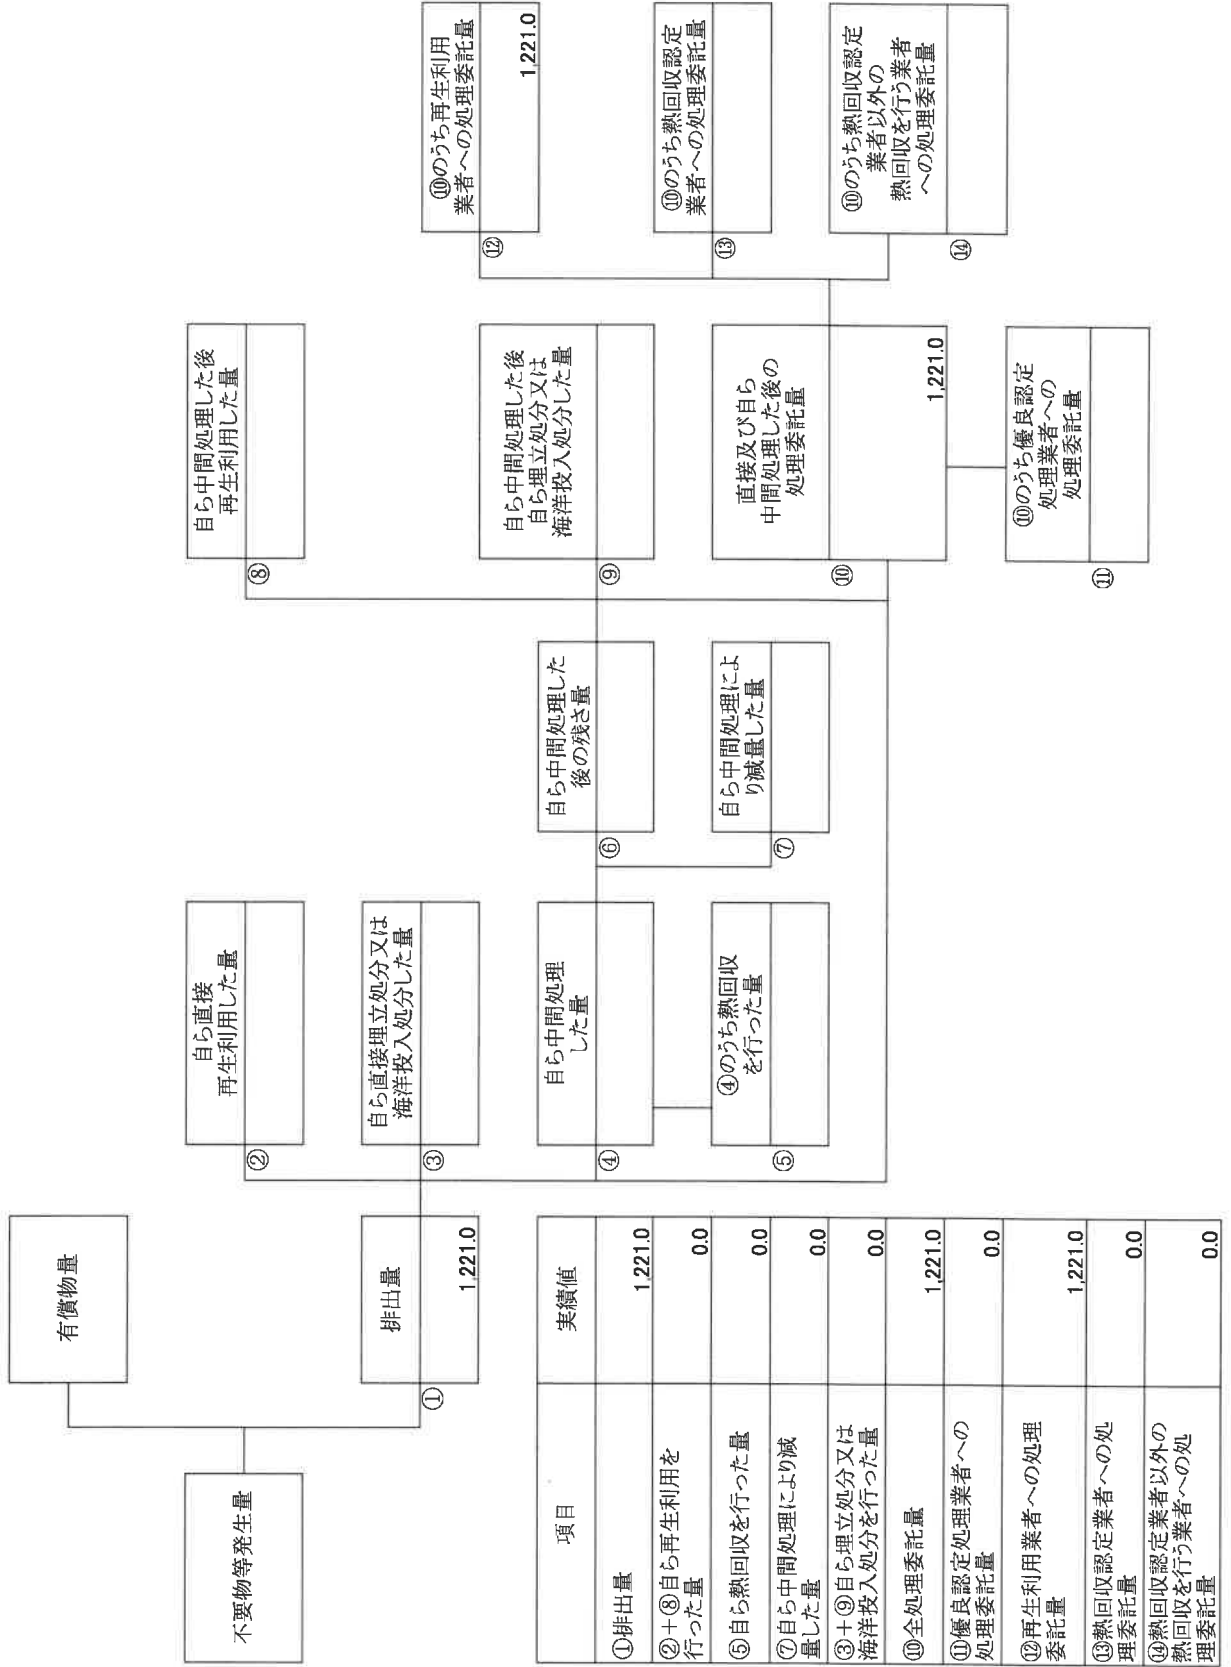 不要物等発生量
有償物量
①
排出量
1,221.0
②
自ら直接
再生利用した量
③
自ら直接埋立処分又は
海洋投入処分した量
④
自ら中間処理
した量
⑤
④のうち熱回収
を行った量
⑥
自ら中間処理した
後の残さ量
⑦
自ら中間処理によ
り減量した量
⑧
自ら中間処理した後
再生利用した量
⑨
自ら中間処理した後
自ら埋立処分又は
海洋投入処分した量
⑩
直接及び自ら
中間処理した後の
処理委託量
1,221.0
⑪
⑩のうち優良認定
処理業者への
処理委託量
⑫
⑩のうち再生利用
業者への処理委託量
1,221.0
⑬
⑩のうち熱回収認定
業者への処理委託量
⑭
⑩のうち熱回収認定
業者以外の
熱回収を行う業者
への処理委託量
項目
実績値
①排出量
1,221.0
②+⑧自ら再生利用を
行った量
0.0
⑤自ら熱回収を行った量
0.0
⑦自ら中間処理により減
量した量
0.0
③+⑨自ら埋立処分又は
海洋投入処分を行った量
0.0
⑩全処理委託量
1,221.0
⑪優良認定処理業者への
処理委託量
0.0
⑫再生利用業者への処理
委託量
1,221.0
⑬熱回収認定業者への処
理委託量
0.0
⑭熱回収認定業者以外の
熱回収を行う業者への処
理委託量
0.0